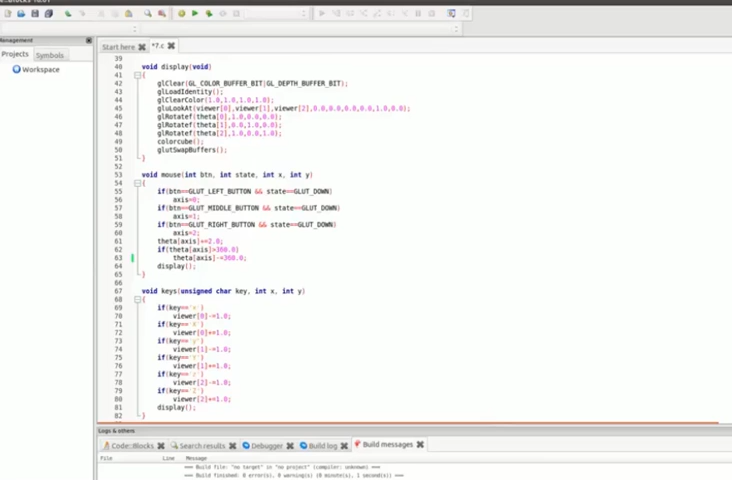 Management
Projects
Symbols
Workspace
Start here
*7.c
39
40 void display(void)
41 {
42 glClear(GL_COLOR_BUFFER_BIT|GL_DEPTH_BUFFER_BIT);
43 glLoadIdentity();
44 glClearColor(1.0,1.0,1.0,1.0);
45 gluLookAt(viewer[0],viewer[1],viewer[2],0.0,0.0,0.0,0.0,1.0,0.0);
46 glRotatef(theta[0],1.0,0.0,0.0);
47 glRotatef(theta[1],0.0,1.0,0.0);
48 glRotatef(theta[2],1.0,0.0,1.0);
49 colorcube();
50 glutSwapBuffers();
51 }
52
53 void mouse(int btn, int state, int x, int y)
54 {
55 if(btn==GLUT_LEFT_BUTTON && state==GLUT_DOWN)
56 axis=0;
57 if(btn==GLUT_MIDDLE_BUTTON && state==GLUT_DOWN)
58 axis=1;
59 if(btn==GLUT_RIGHT_BUTTON && state==GLUT_DOWN)
60 axis=2;
61 theta[axis]+=2.0;
62 if(theta[axis]>360.0)
63 theta[axis]-=360.0;
64 display();
65 }
66
67 void keys(unsigned char key, int x, int y)
68 {
69 if(key=='x')
70 viewer[0]-=1.0;
71 if(key=='X')
72 viewer[0]+=1.0;
73 if(key=='y')
74 viewer[1]-=1.0;
75 if(key=='Y')
76 viewer[1]+=1.0;
77 if(key=='z')
78 viewer[2]-=1.0;
79 if(key=='Z')
80 viewer[2]+=1.0;
81 display();
82 }
Logs & others
Code::Blocks
Search results
Debugger
Build log
Build messages
File Line Message
=== Build file: "no target" in "no project" (compiler: unknown) ===
=== Build finished: 0 error(s), 0 warning(s) (0 minute(s), 1 second(s)) ===